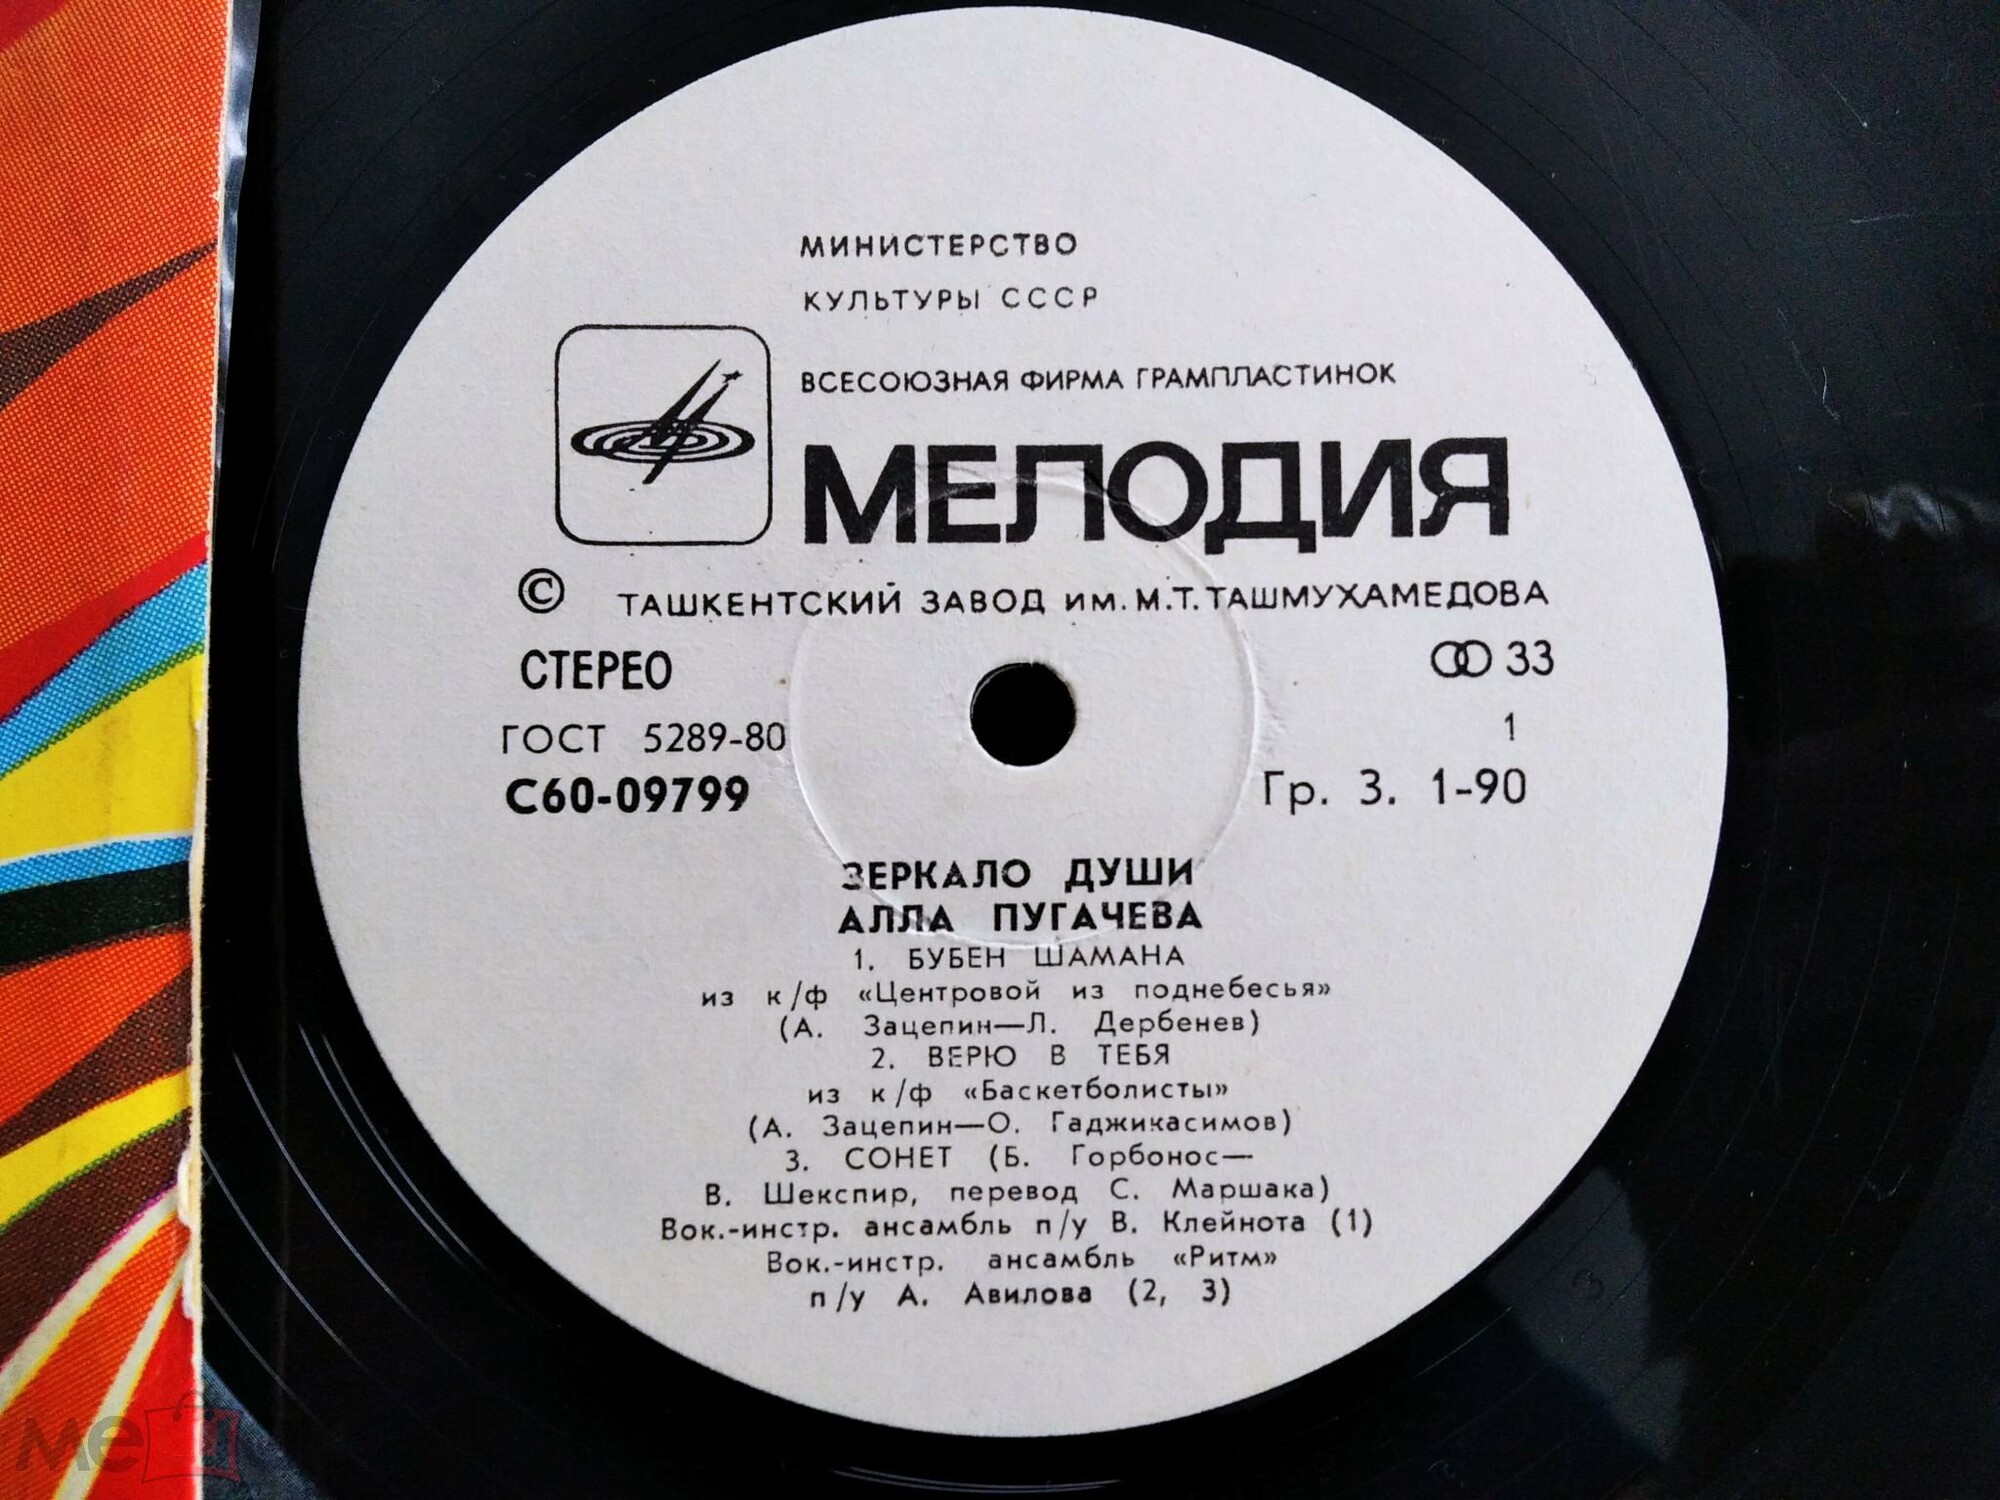 МИНИСТЕРСТВО
КУЛЬТУРЫ СССР
ВСЕСОЮЗНАЯ ФИРМА ГРАМПЛАСТИНОК
МЕЛОДИЯ
© ТАШКЕНТСКИЙ ЗАВОД ИМ. М.Т. ТАШМУХАМЕДОВА
СТЕРЕО 33
ГОСТ 5289-80 1
С60-09799 Гр. 3. 1-90
ЗЕРКАЛО ДУШИ
АЛЛА ПУГАЧЕВА
1. БУБЕН ШАМАНА
из к/ф «Центровой из поднебесья»
(А. Зацепин—Л. Дербенев)
2. ВЕРЮ В ТЕБЯ
из к/ф «Баскетболисты»
(А. Зацепин—О. Гаджикасимов)
3. СОНЕТ (Б. Горбонос—
В. Шекспир, перевод С. Маршака)
Вок.-инстр. ансамбль п/у В. Клейнота (1)
Вок.-инстр. ансамбль «Ритм»
п/у А. Авилова (2, 3)